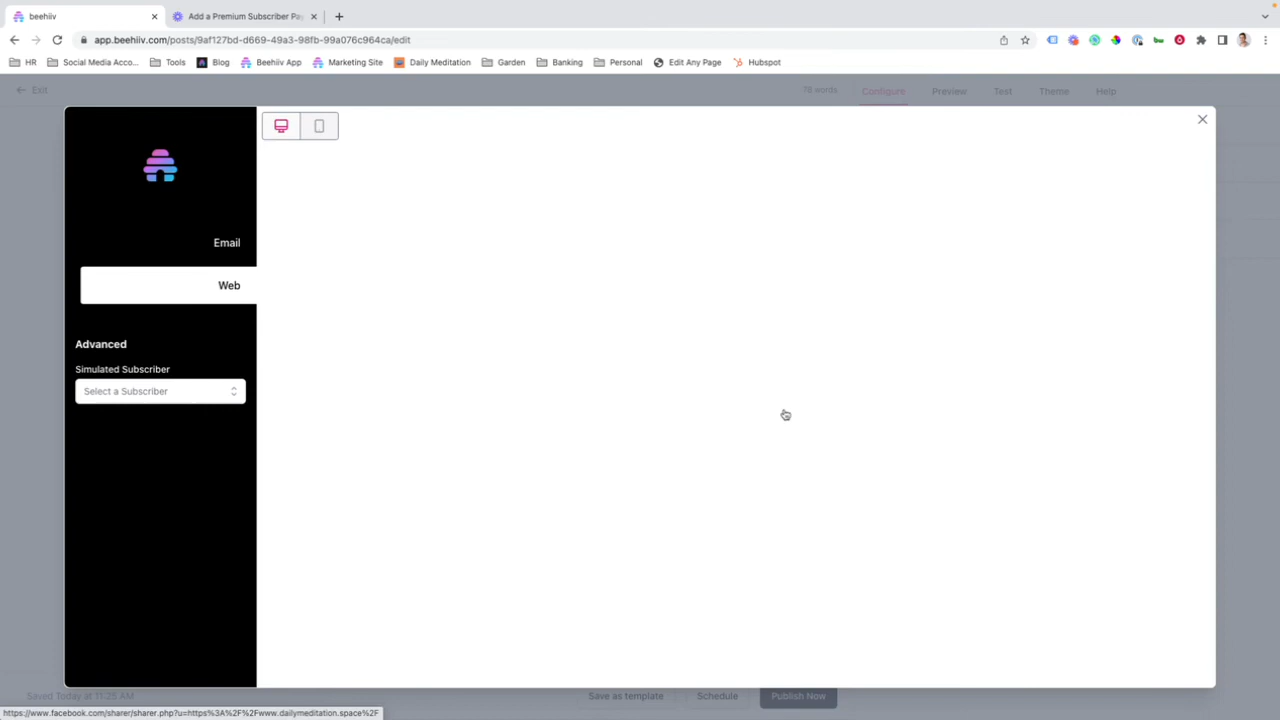 beehiiv
Add a Premium Subscriber Pay
app.beehiiv.com/posts/9af127bd-d669-49a3-98fb-99a076c964ca/edit
HR
Social Media Acco...
Tools
Blog
Beehiiv App
Marketing Site
Daily Meditation
Garden
Banking
Personal
Edit Any Page
Hubspot
Exit
78 words
Configure
Preview
Test
Theme
Help
Email
Web
Advanced
Simulated Subscriber
Select a Subscriber
Saved Today at 11:25 AM
Save as template
Schedule
Publish Now
https://www.facebook.com/sharer/sharer.php?u=https%3A%2F%2Fwww.dailymeditation.space%2F